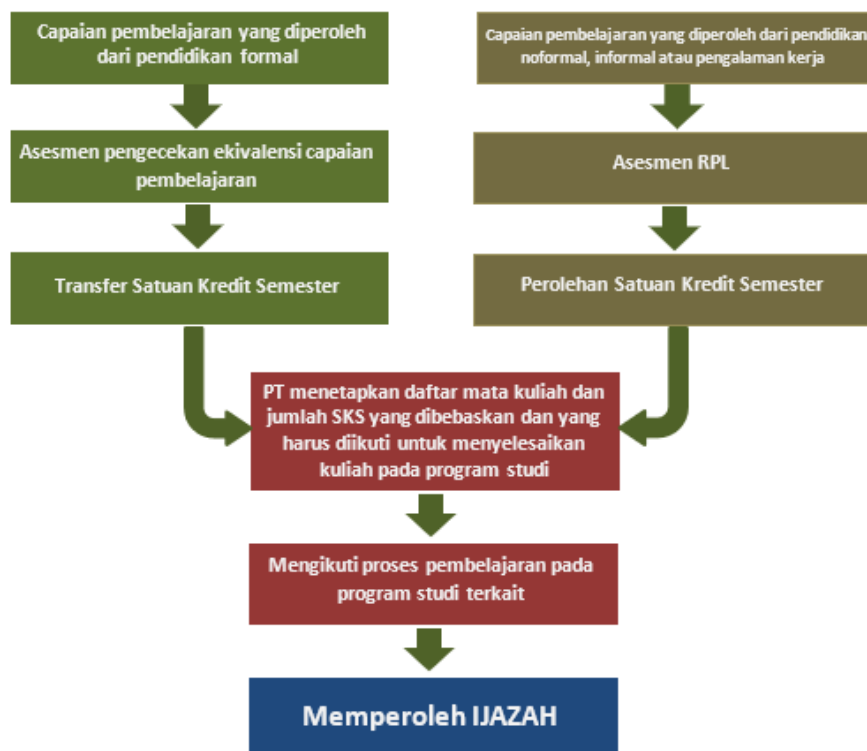 Capaian pembelajaran yang diperoleh
dari pendidikan formal
Asesmen pengecekan ekivalensi capaian
pembelajaran
Transfer Satuan Kredit Semester
Capaian pembelajaran yang diperoleh dari pendidikan
noformal, informal atau pengalaman kerja
Asesmen RPL
Perolehan Satuan Kredit Semester
PT menetapkan daftar mata kuliah dan
jumlah SKS yang dibebaskan dan yang
harus diikuti untuk menyelesaikan
kuliah pada program studi
Mengikuti proses pembelajaran pada
program studi terkait
Memperoleh IJAZAH